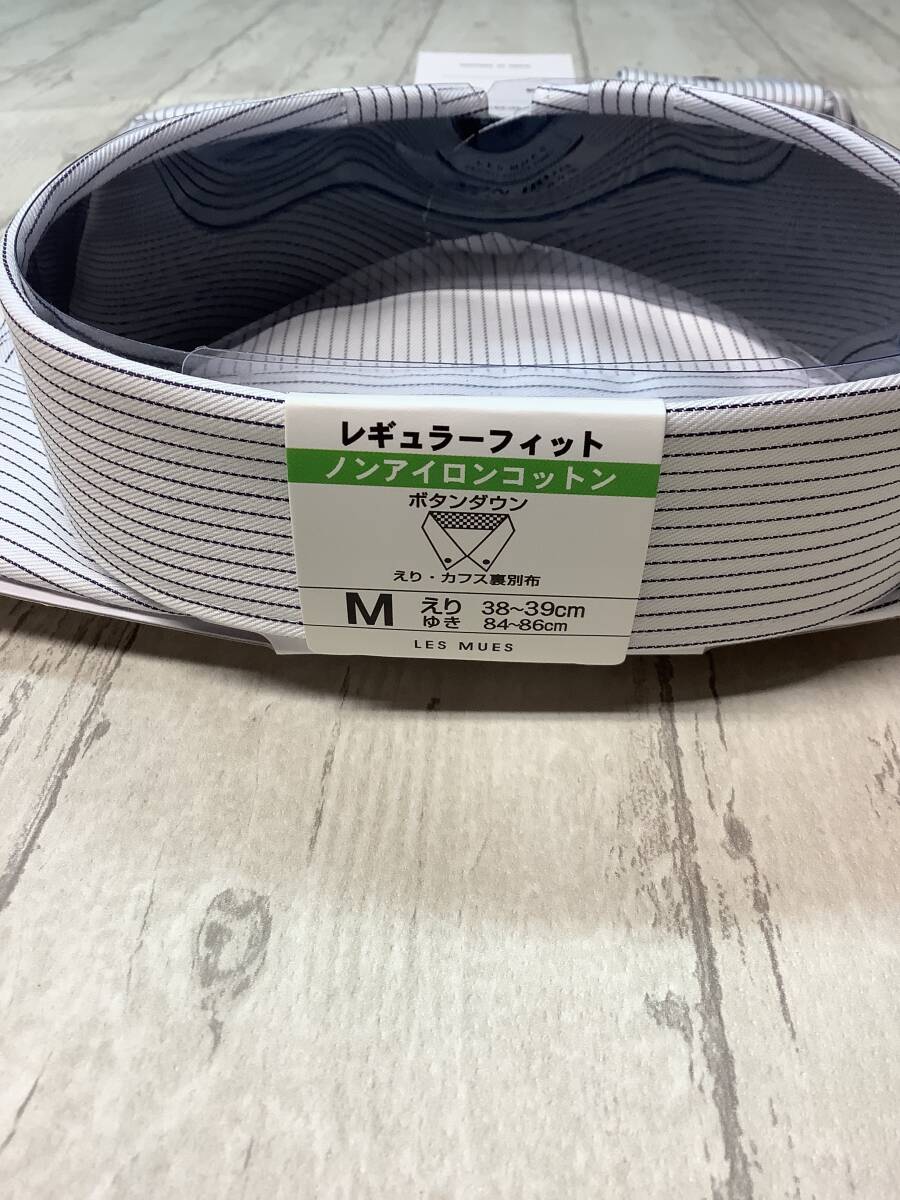 LES MUES
レギュラーフィット
ノンアイロンコットン
ボタンダウン
えり・カフス裏別布
M えり 38~39cm
ゆき 84~86cm
LES MUES